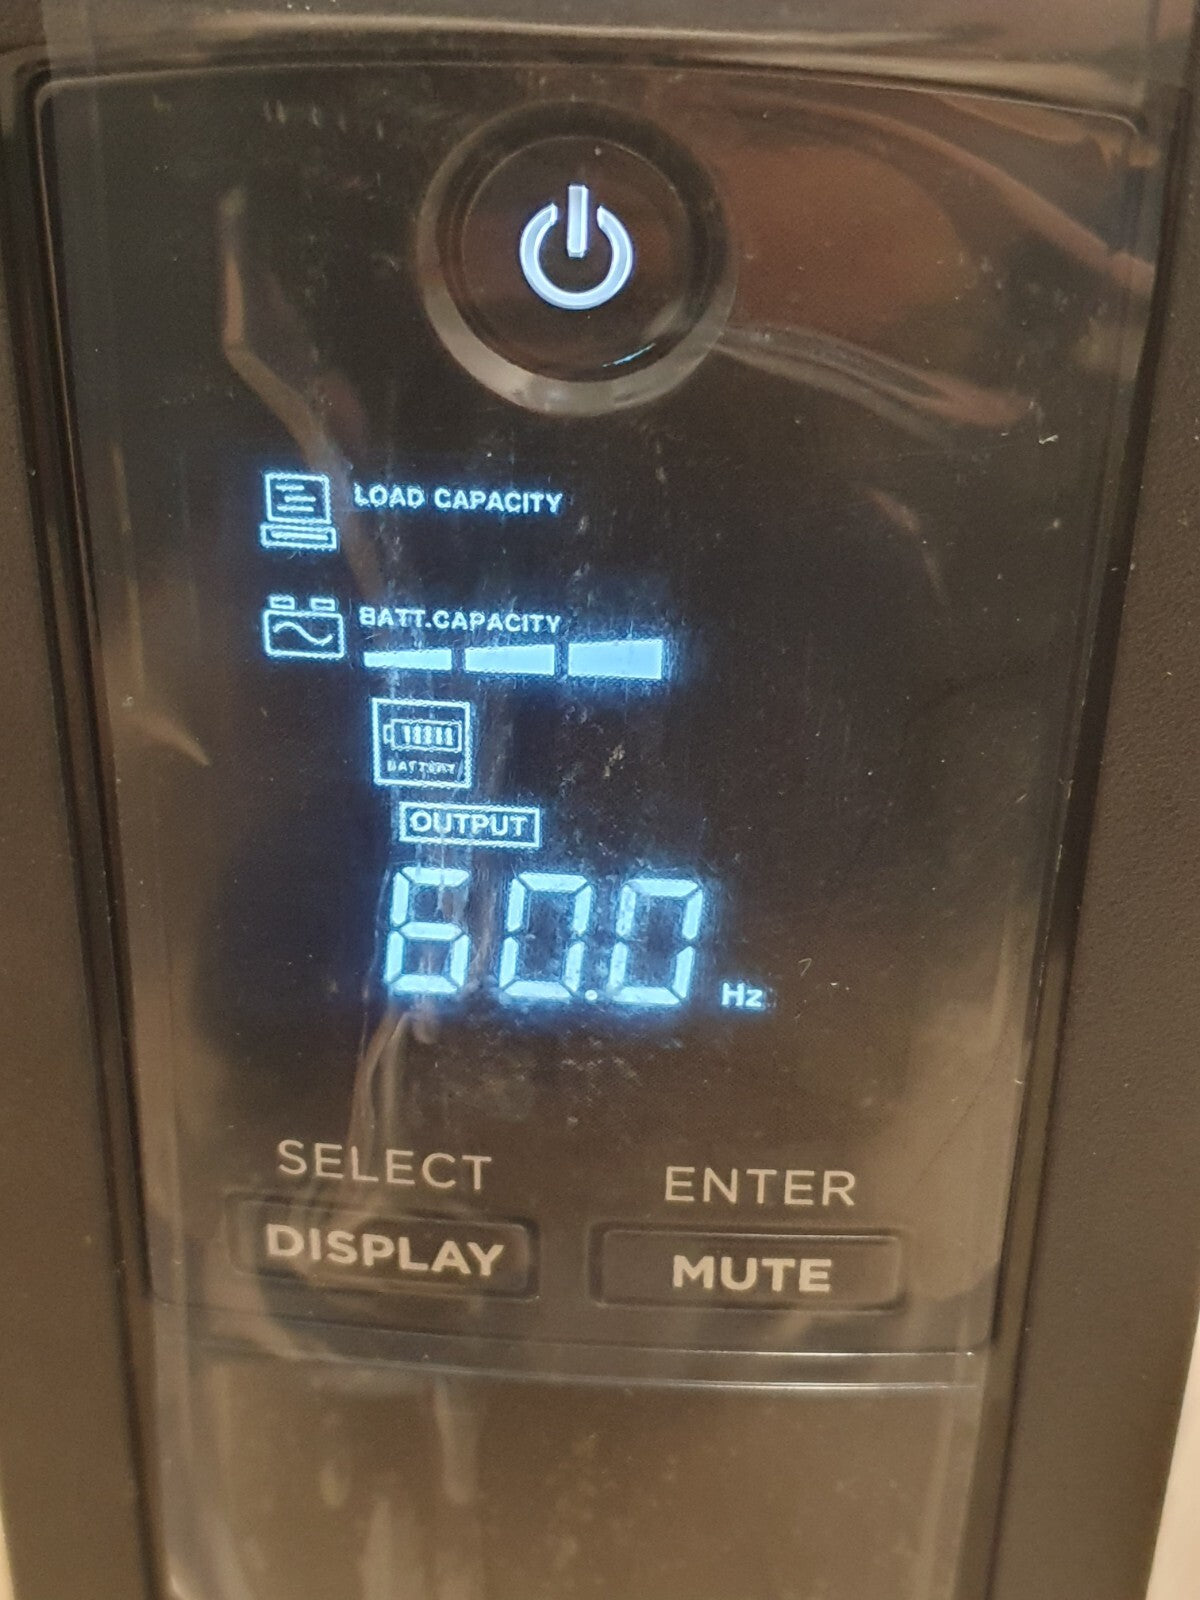 LOAD CAPACITY
BATT.CAPACITY
BATTERY
OUTPUT
60.0 Hz
SELECT ENTER
DISPLAY MUTE